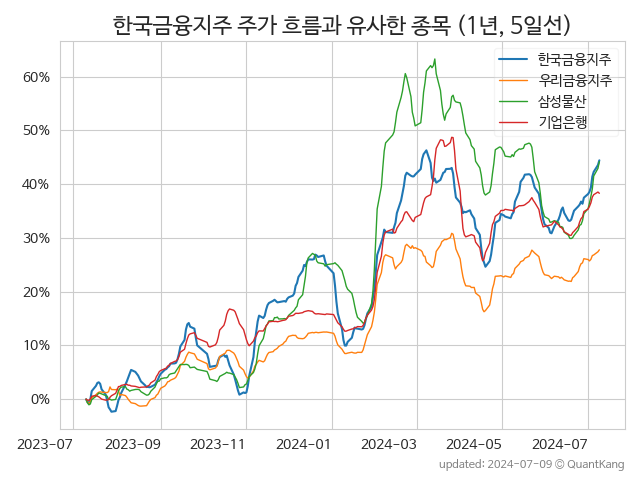 한국금융지주 주가 흐름과 유사한 종목 (1년, 5일선)
한국금융지주
우리금융지주
삼성물산
기업은행
60%
50%
40%
30%
20%
10%
0%
2023-07 2023-09 2023-11 2024-01 2024-03 2024-05 2024-07
updated: 2024-07-09 © QuantKang